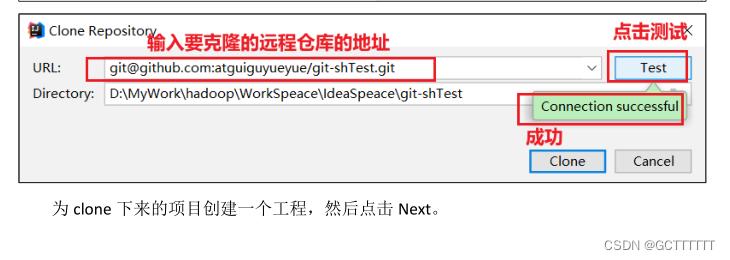 Clone Repository
输入要克隆的远程仓库的地址
点击测试
URL: git@github.com:atguiguyueyue/git-shTest.git Test
Directory: D:\MyWork\hadoop\WorkSpeace\IdeaSpeace\git-shTest
Connection successful
成功
Clone Cancel
为 clone 下来的项目创建一个工程，然后点击 Next。
CSDN @GCTTTTTT